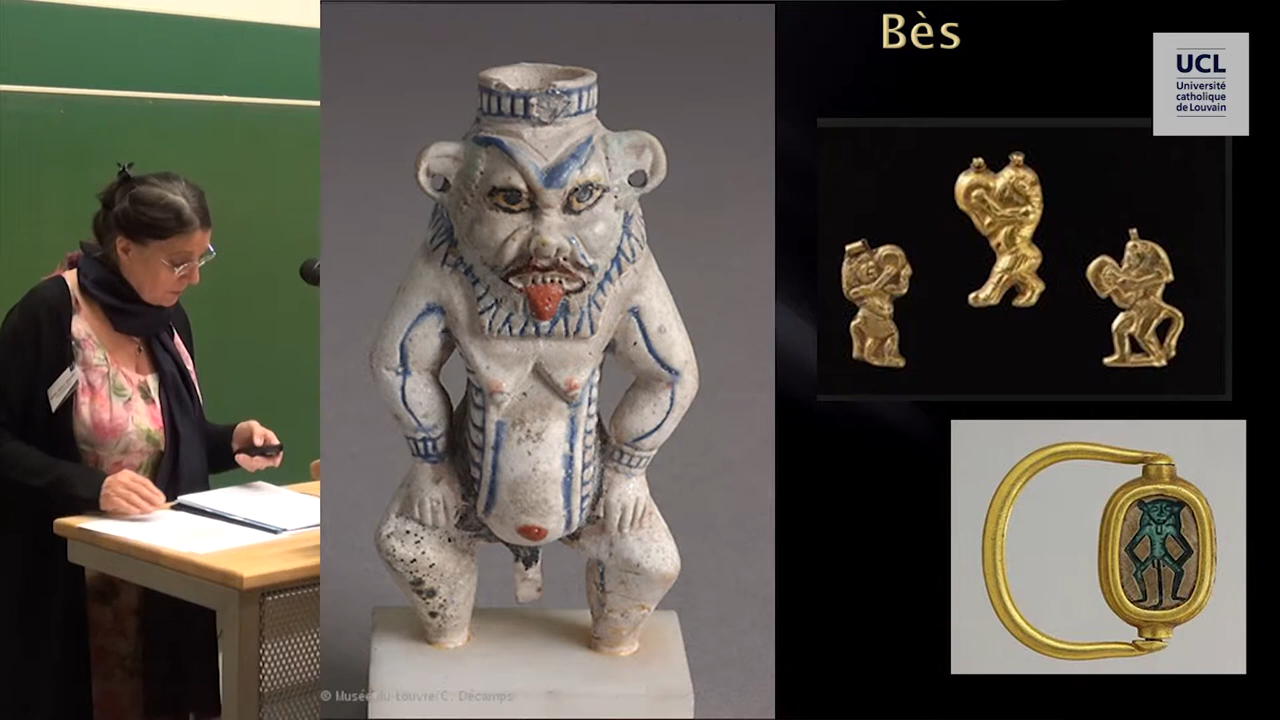 Bès
UCL
Université
catholique
de Louvain
© Musée du Louvre/C. Décamps